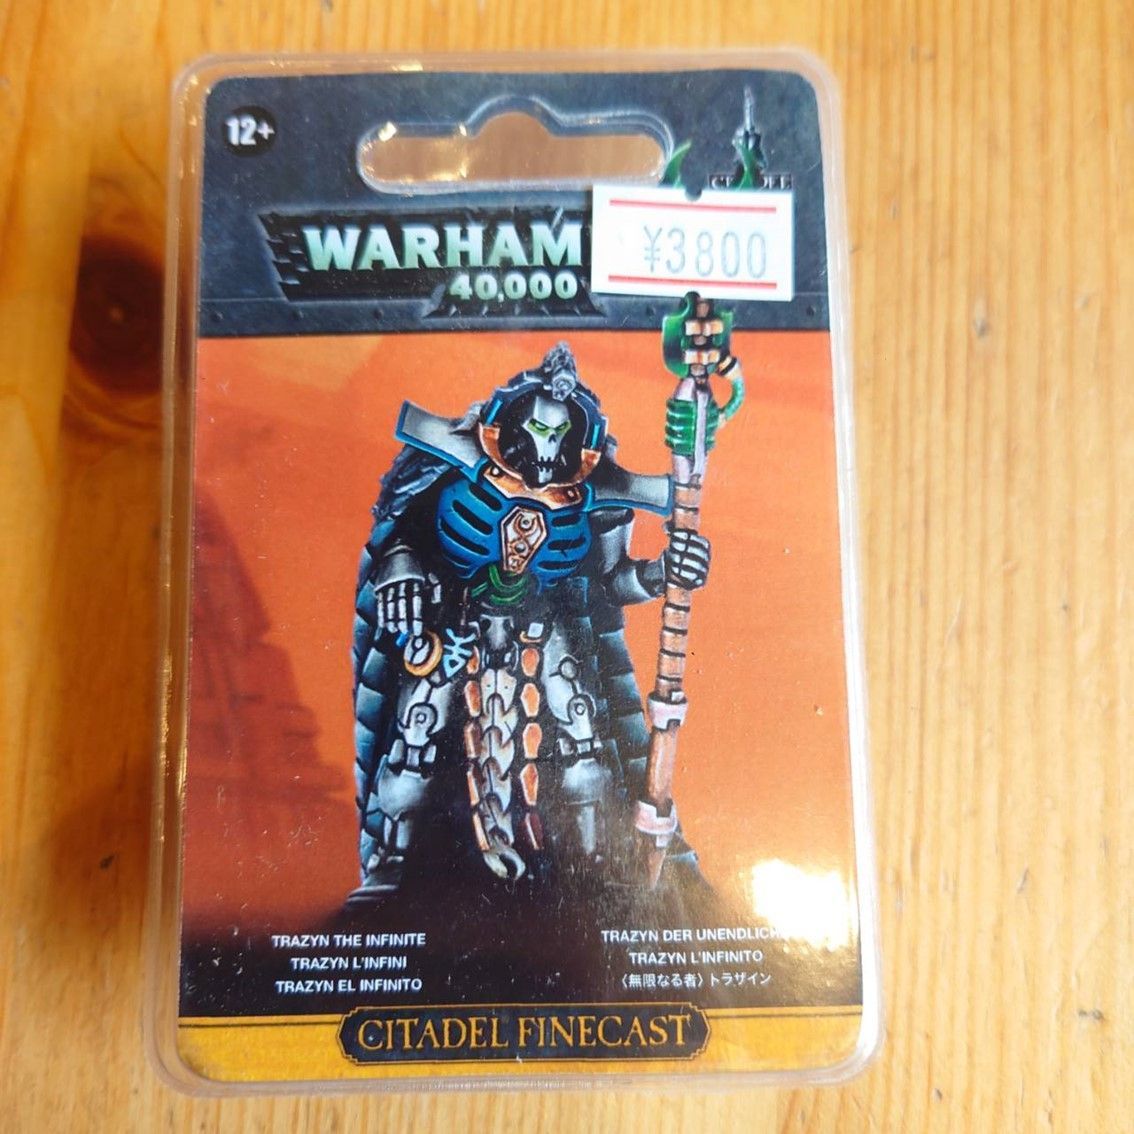 12+
CITADEL
WARHAM
40,000
¥3800
TRAZYN THE INFINITE
TRAZYN L'INFINI
TRAZYN EL INFINITO
TRAZYN DER UNENDLICH
TRAZYN L'INFINITO
〈無限なる者〉トラザイン
CITADEL FINECAST